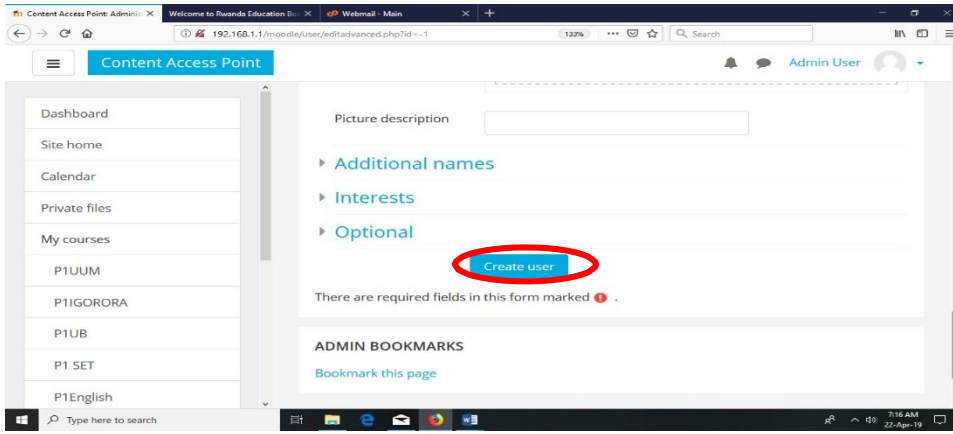 Content Access Point: Adminis
Welcome to Rwanda Education Bo
Webmail - Main
192.168.1.1/moodle/user/editadvanced.php?id=-1
133%
Search
Content Access Point
Admin User
Dashboard
Site home
Calendar
Private files
My courses
P1UUM
P1IGORORA
P1UB
P1 SET
P1English
Picture description
Additional names
Interests
Optional
Create user
There are required fields in this form marked .
ADMIN BOOKMARKS
Bookmark this page
Type here to search
7:16 AM
22-Apr-19